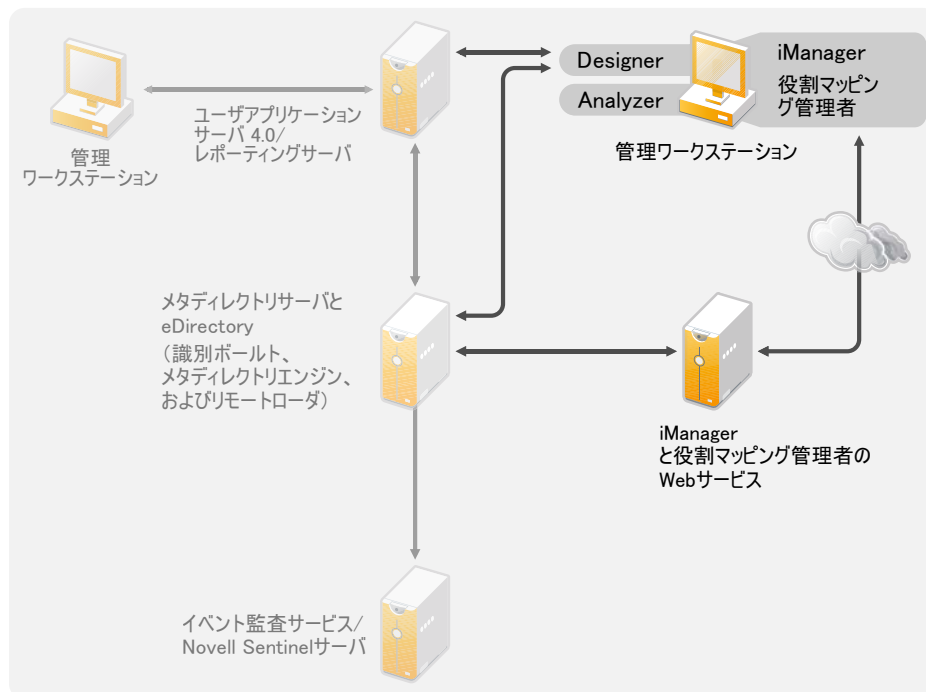 Designer
Analyzer
iManager
役割マッピン
グ管理者
管理ワークステーション
ユーザアプリケーション
サーバ 4.0/
レポーティングサーバ
管理
ワークステーション
メタディレクトリサーバと
eDirectory
（識別ボールト、
メタディレクトリエンジン、
およびリモートローダ）
iManager
と役割マッピング管理者の
Webサービス
イベント監査サービス/
Novell Sentinelサーバ